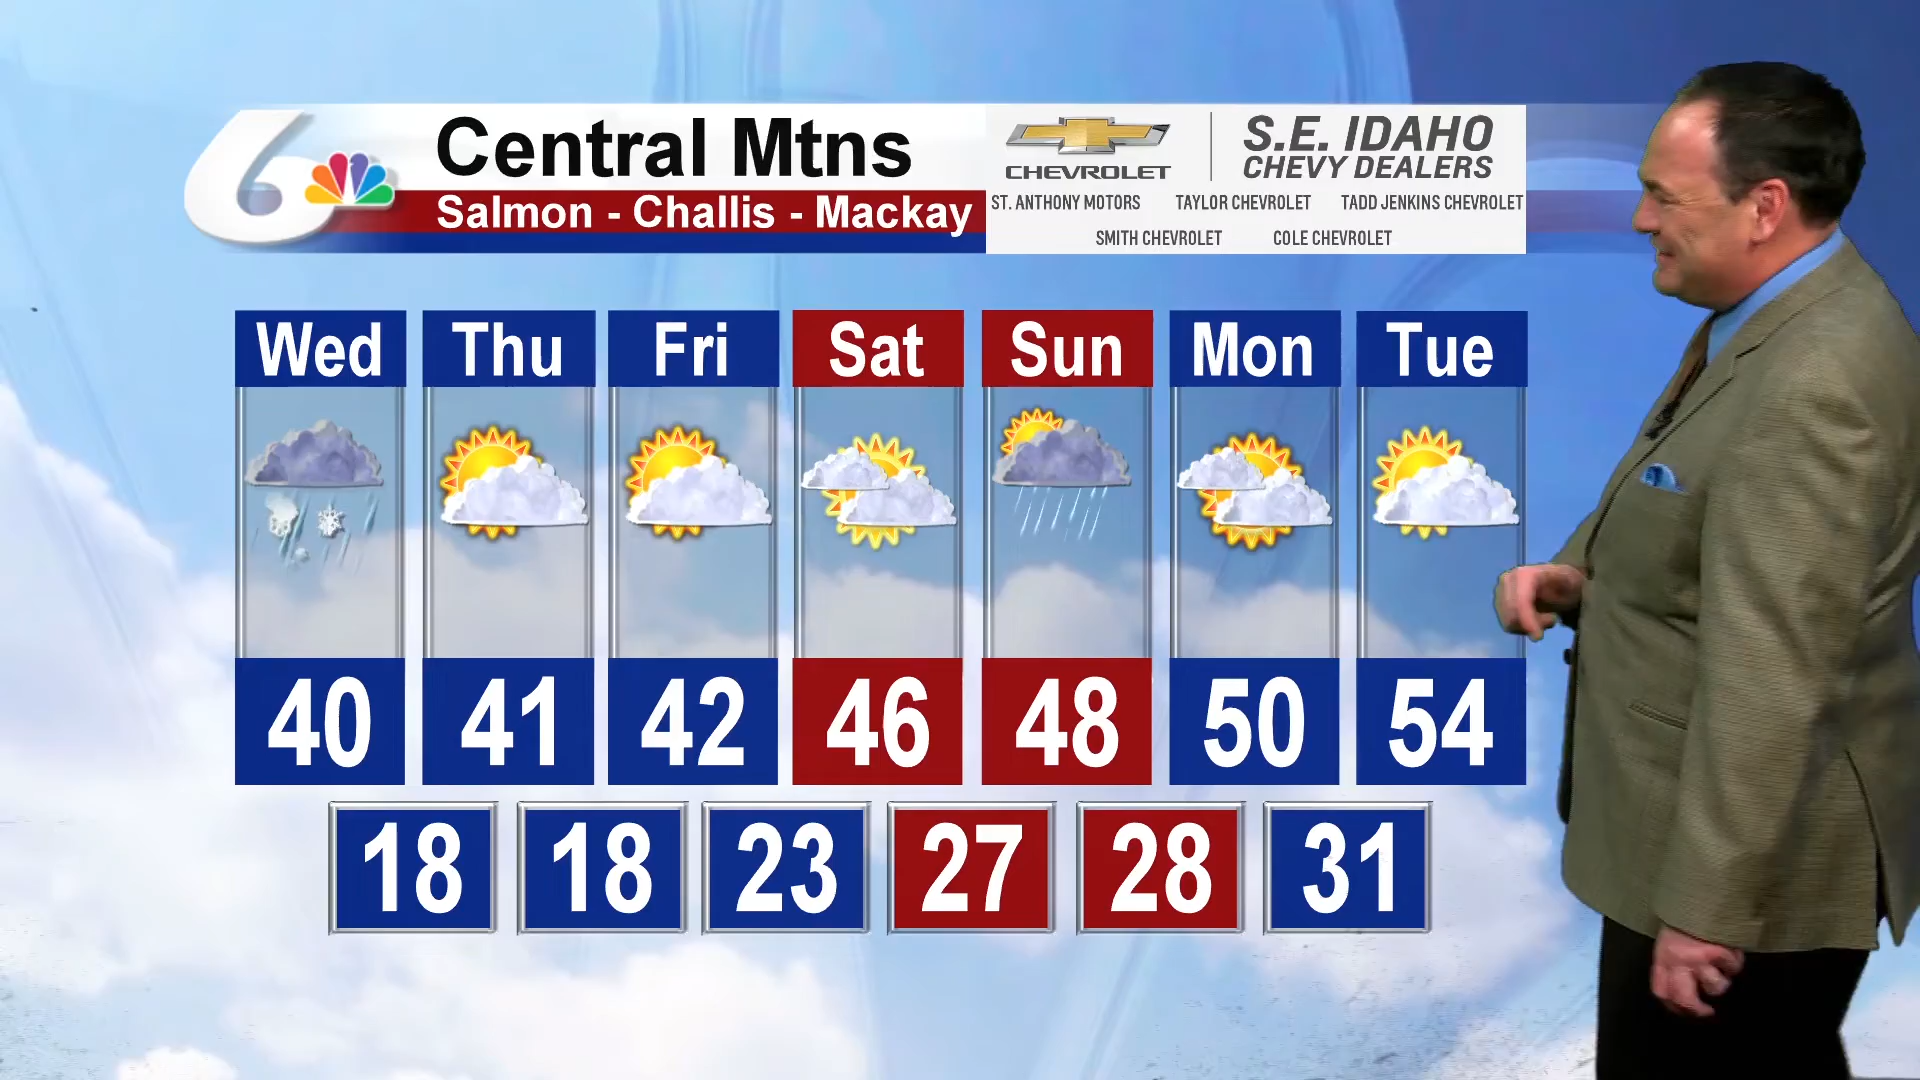 6
Central Mtns
Salmon - Challis - Mackay
CHEVROLET
S.E. IDAHO
CHEVY DEALERS
ST. ANTHONY MOTORS TAYLOR CHEVROLET TADD JENKINS CHEVROLET
SMITH CHEVROLET COLE CHEVROLET
Wed Thu Fri Sat Sun Mon Tue
40 41 42 46 48 50 54
18 18 23 27 28 31